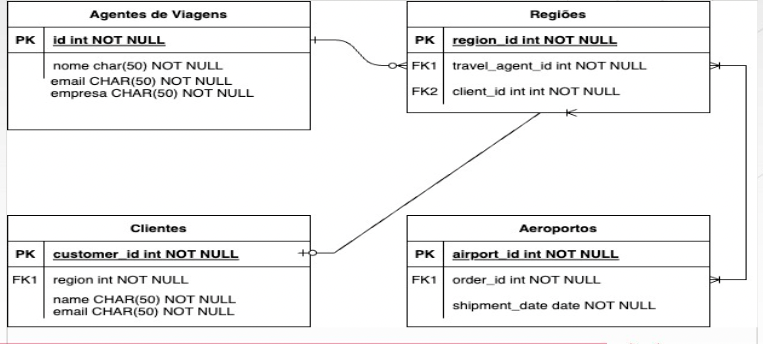 Agentes de Viagens
PK id int NOT NULL
nome char(50) NOT NULL
email CHAR(50) NOT NULL
empresa CHAR(50) NOT NULL
Regiões
PK region_id int NOT NULL
FK1 travel_agent_id int NOT NULL
FK2 client_id int int NOT NULL
Clientes
PK customer_id int NOT NULL
FK1 region int NOT NULL
name CHAR(50) NOT NULL
email CHAR(50) NOT NULL
Aeroportos
PK airport_id int NOT NULL
FK1 order_id int NOT NULL
shipment_date date NOT NULL